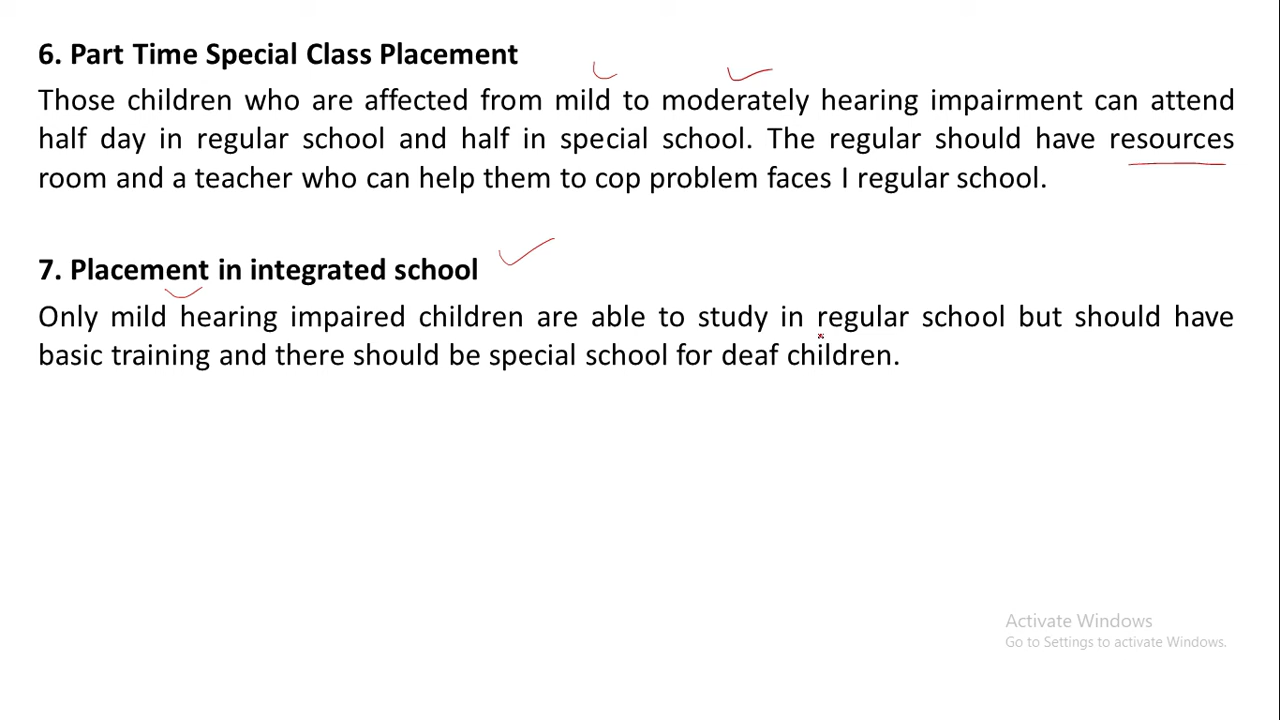 6. Part Time Special Class Placement
Those children who are affected from mild to moderately hearing impairment can attend
half day in regular school and half in special school. The regular should have resources
room and a teacher who can help them to cop problem faces I regular school.
7. Placement in integrated school
Only mild hearing impaired children are able to study in regular school but should have
basic training and there should be special school for deaf children.
Activate Windows
Go to Settings to activate Windows.